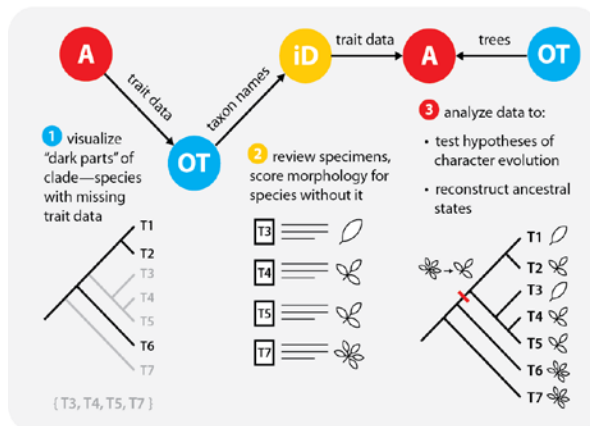 A
trait data
OT
taxon names
iD
trait data
A
trees
OT
1 visualize
"dark parts" of
clade—species
with missing
trait data
T1
T2
T3
T4
T5
T6
T7
{ T3, T4, T5, T7 }
2 review specimens,
score morphology for
species without it
T3
T4
T5
T7
3 analyze data to:
• test hypotheses of
character evolution
• reconstruct ancestral
states
T1
T2
T3
T4
T5
T6
T7